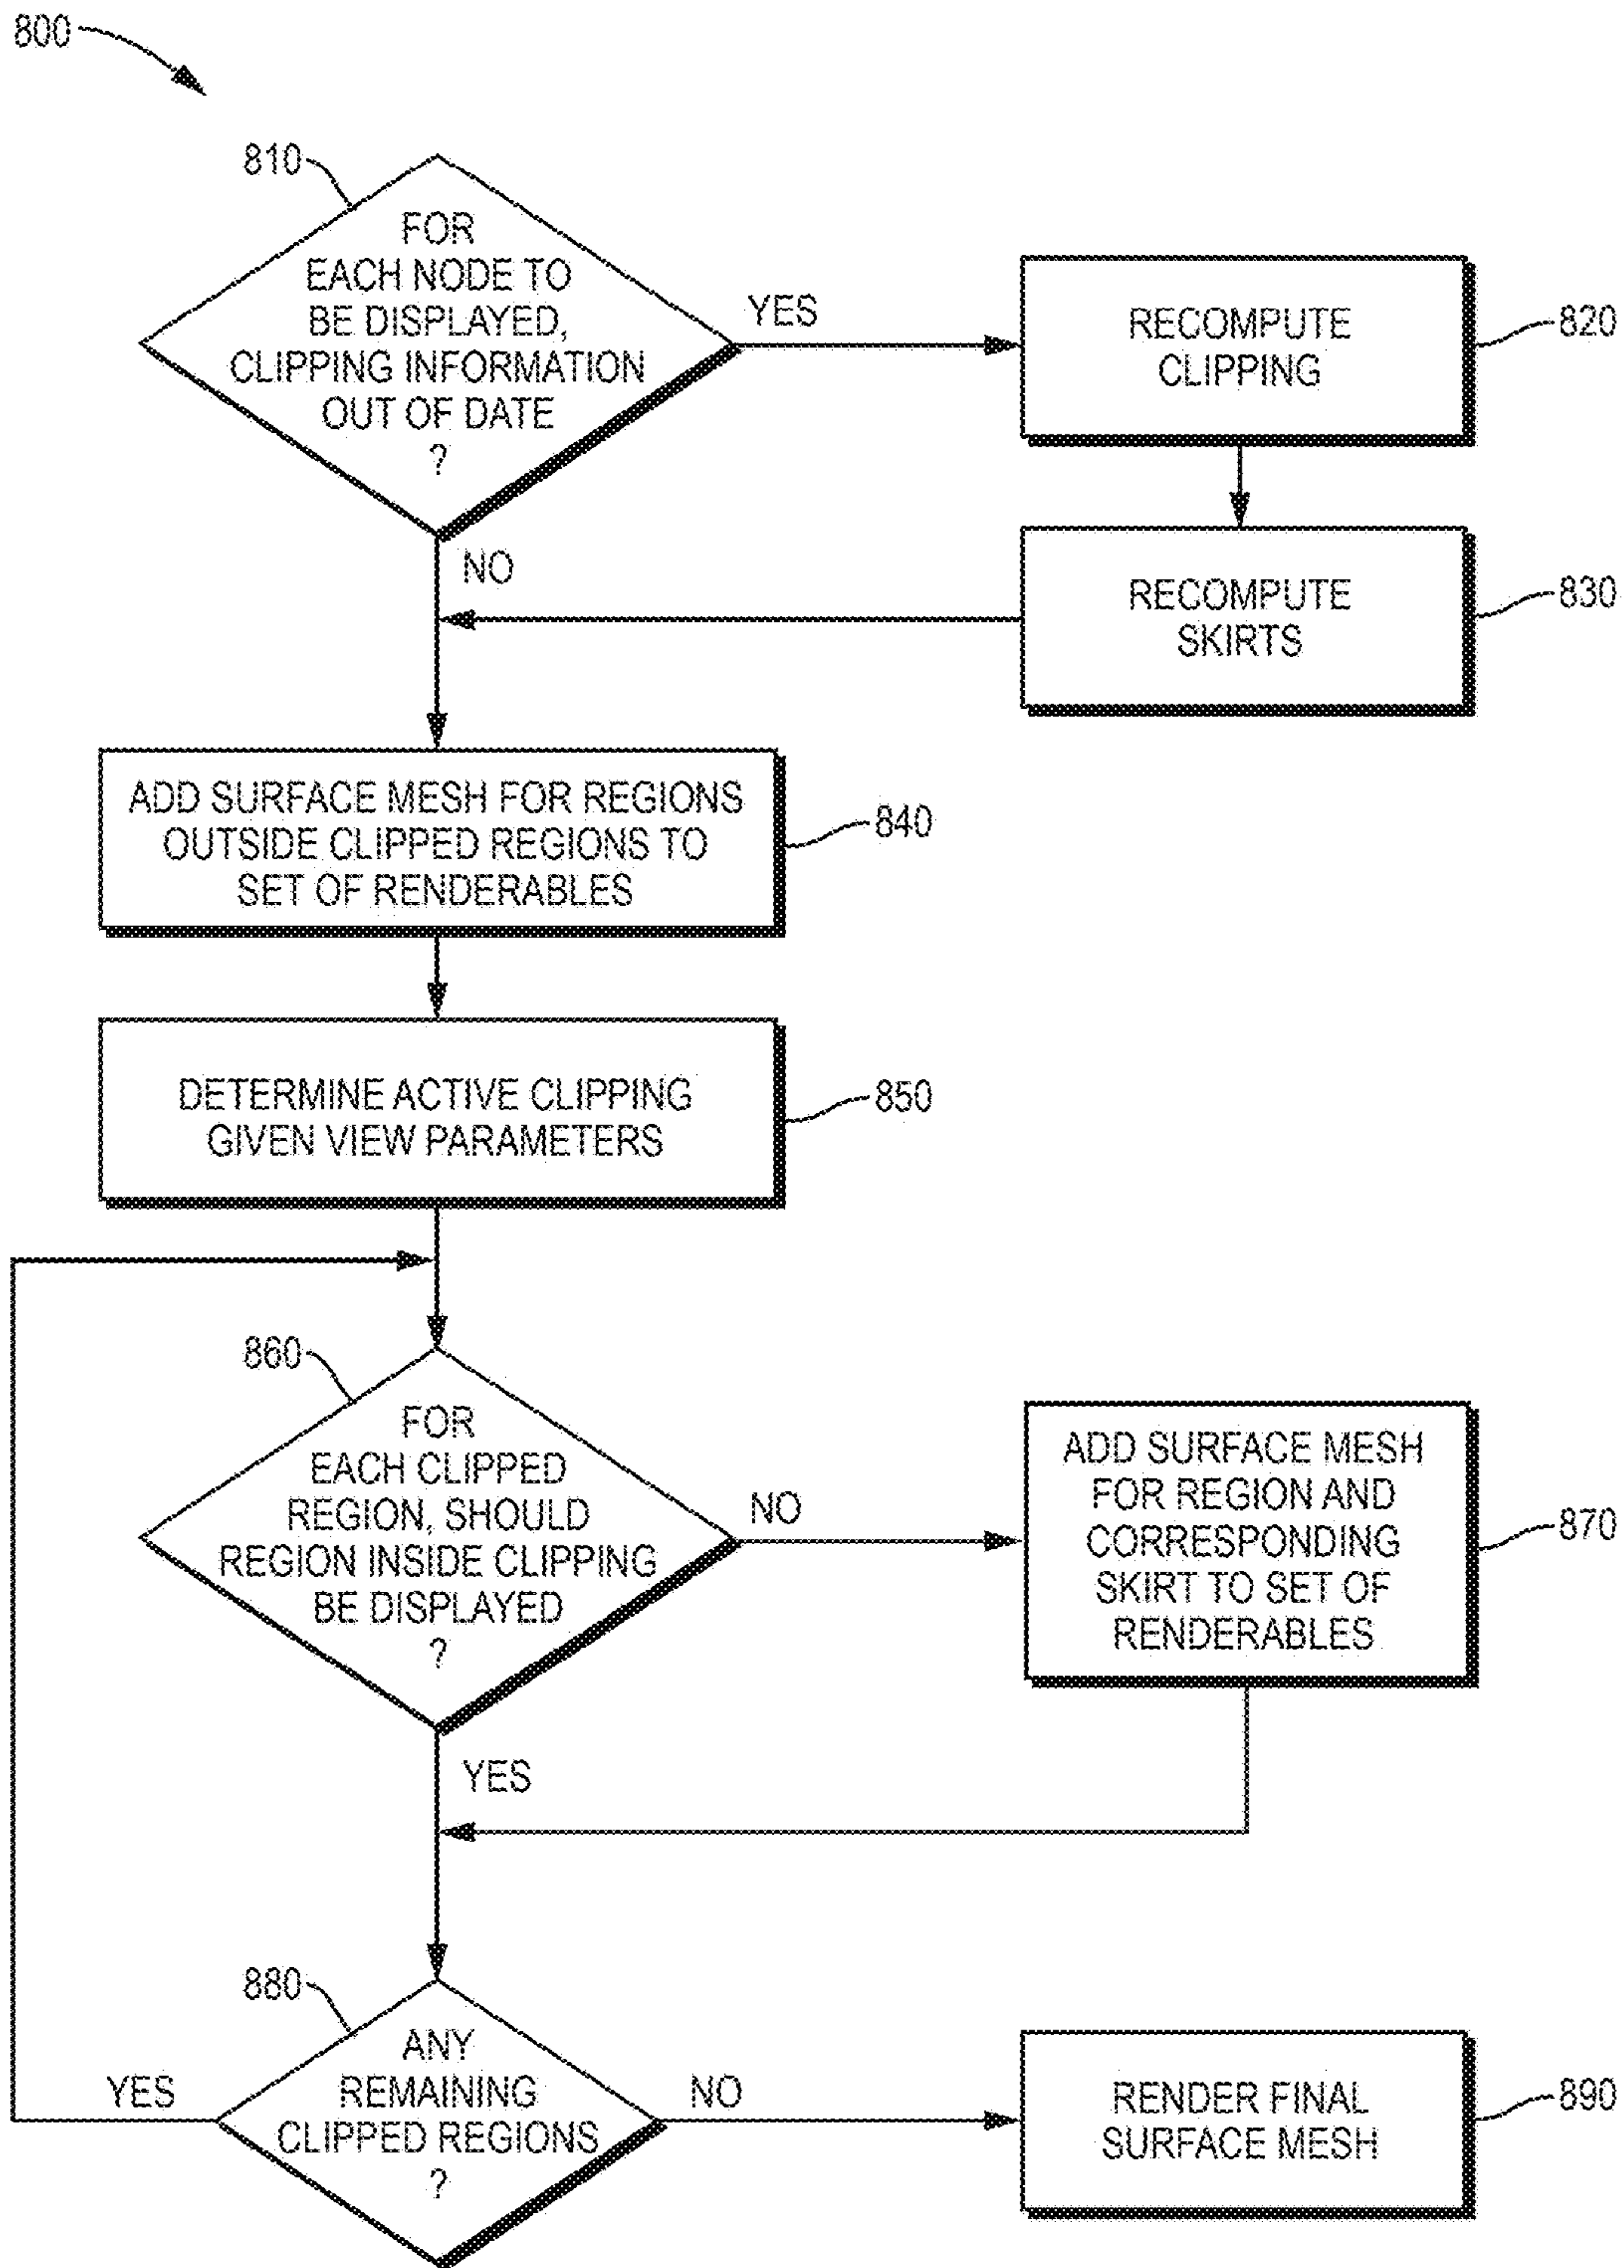 800
810
FOR
EACH NODE TO
BE DISPLAYED,
CLIPPING INFORMATION
OUT OF DATE
?
YES
RECOMPUTE
CLIPPING
820
NO
RECOMPUTE
SKIRTS
830
ADD SURFACE MESH FOR REGIONS
OUTSIDE CLIPPED REGIONS TO
SET OF RENDERABLES
840
DETERMINE ACTIVE CLIPPING
GIVEN VIEW PARAMETERS
850
860
FOR
EACH CLIPPED
REGION, SHOULD
REGION INSIDE CLIPPING
BE DISPLAYED
?
NO
ADD SURFACE MESH
FOR REGION AND
CORRESPONDING
SKIRT TO SET OF
RENDERABLES
870
YES
880
ANY
REMAINING
CLIPPED REGIONS
?
YES
NO
RENDER FINAL
SURFACE MESH
890